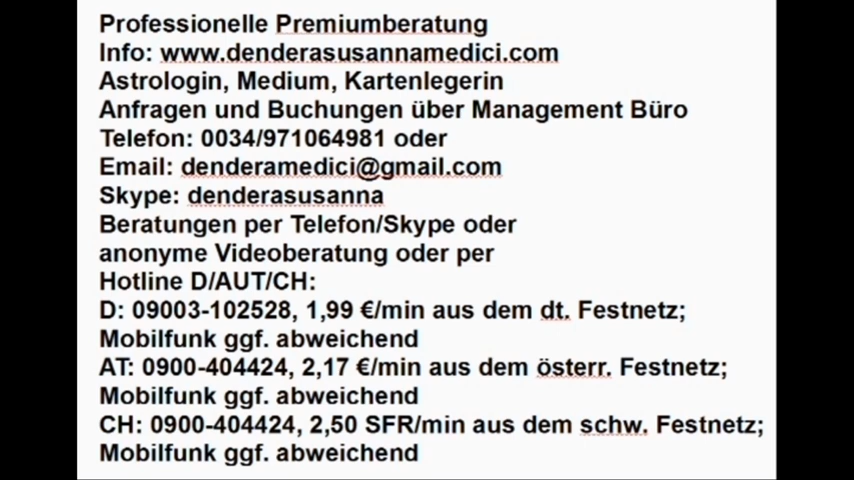 Professionelle Premiumberatung
Info: www.denderasusannamedici.com
Astrologin, Medium, Kartenlegerin
Anfragen und Buchungen über Management Büro
Telefon: 0034/971064981 oder
Email: denderamedici@gmail.com
Skype: denderasusanna
Beratungen per Telefon/Skype oder
anonyme Videoberatung oder per
Hotline D/AUT/CH:
D: 09003-102528, 1,99 €/min aus dem dt. Festnetz;
Mobilfunk ggf. abweichend
AT: 0900-404424, 2,17 €/min aus dem österr. Festnetz;
Mobilfunk ggf. abweichend
CH: 0900-404424, 2,50 SFR/min aus dem schw. Festnetz;
Mobilfunk ggf. abweichend